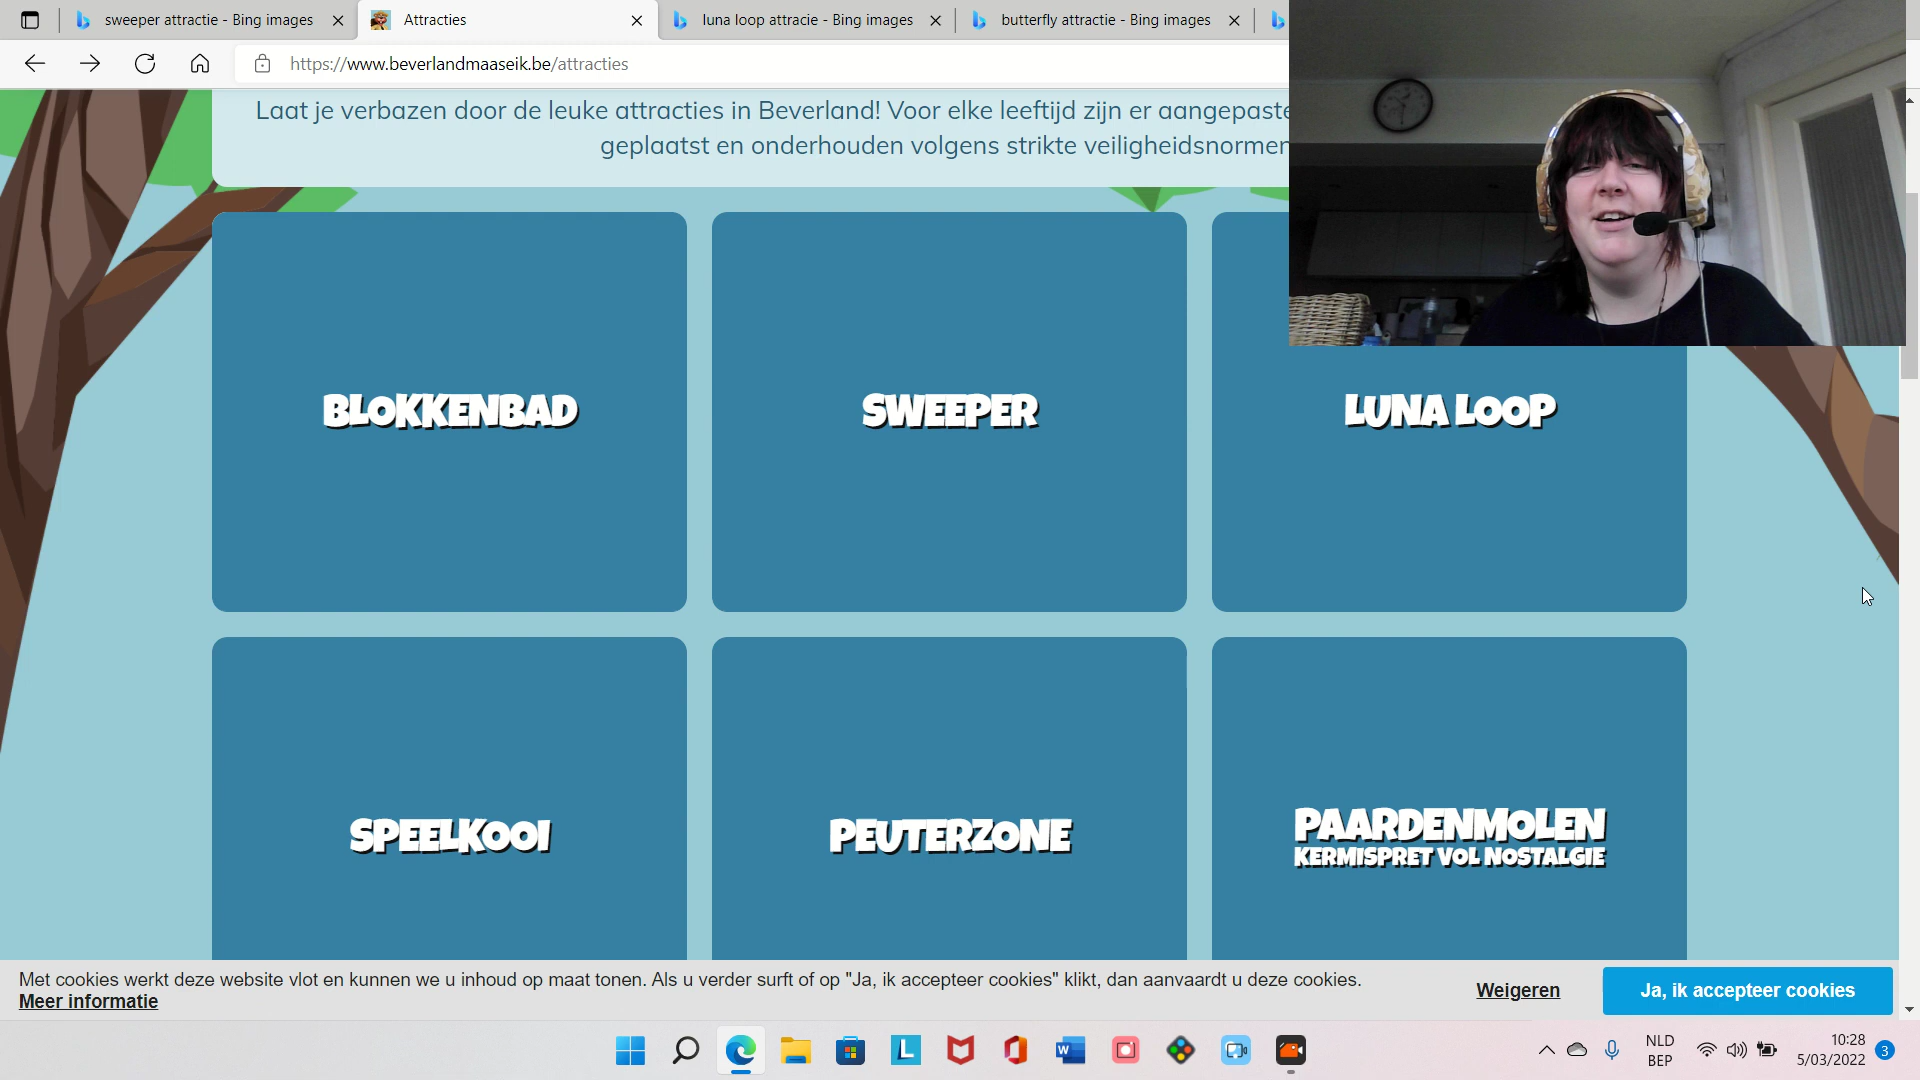 sweeper attractie - Bing images
Attracties
luna loop attracie - Bing images
butterfly attractie - Bing images
https://www.beverlandmaaseik.be/attracties
Laat je verbazen door de leuke attracties in Beverland! Voor elke leeftijd zijn er aangepaste
geplaatst en onderhouden volgens strikte veiligheidsnormen
BLOKKENBAD
SWEEPER
LUNA LOOP
SPEELKOOI
PEUTERZONE
PAARDENMOLEN
KERMISPRET VOL NOSTALGIE
Met cookies werkt deze website vlot en kunnen we u inhoud op maat tonen. Als u verder surft of op "Ja, ik accepteer cookies" klikt, dan aanvaardt u deze cookies.
Meer informatie
Weigeren
Ja, ik accepteer cookies
NLD
BEP
10:28
5/03/2022
3